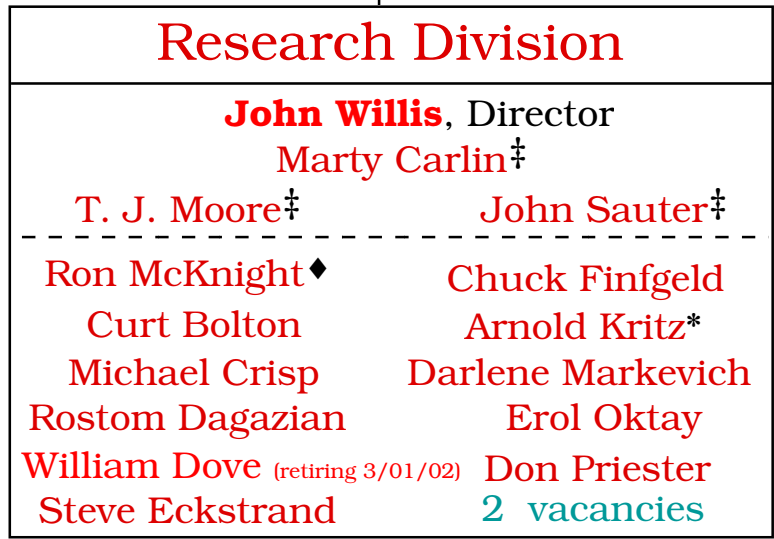 Research Division
John Willis, Director
Marty Carlin‡
T. J. Moore‡ John Sauter‡
Ron McKnight♦ Chuck Finfgeld
Curt Bolton Arnold Kritz*
Michael Crisp Darlene Markevich
Rostom Dagazian Erol Oktay
William Dove (retiring 3/01/02) Don Priester
Steve Eckstrand 2 vacancies